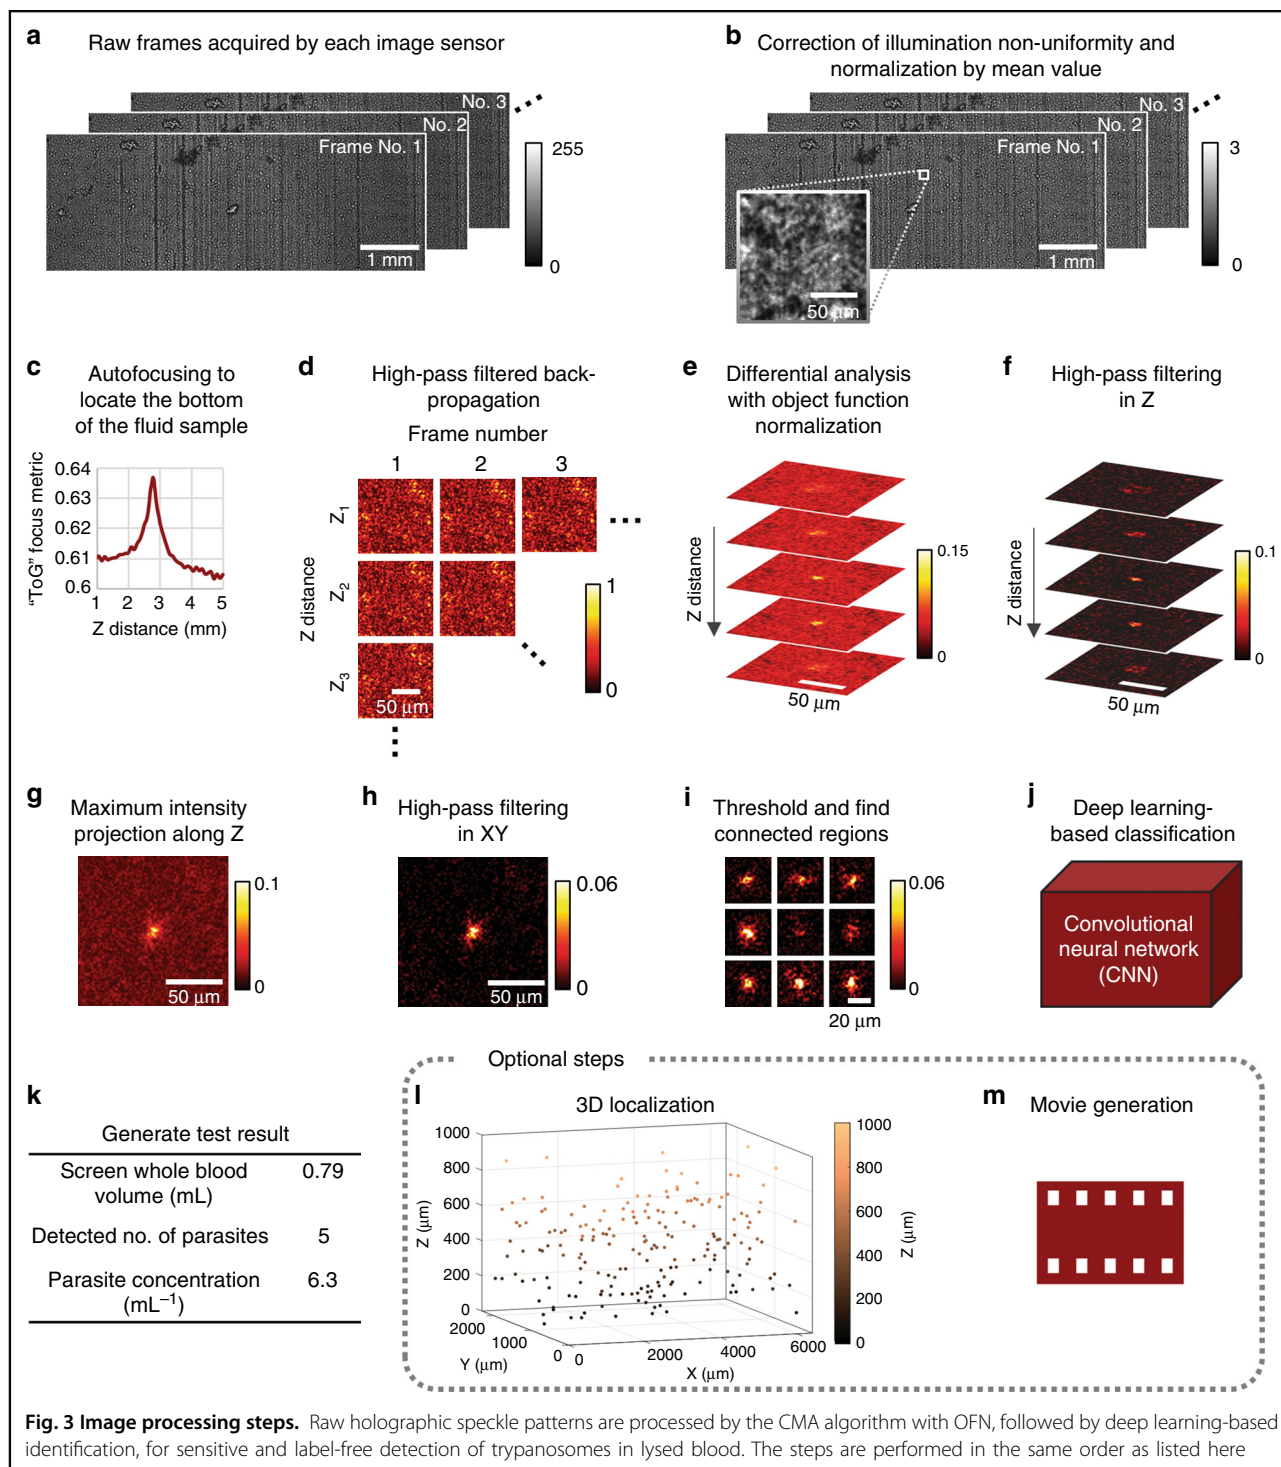 a
Raw frames acquired by each image sensor
No. 3
No. 2
Frame No. 1
1 mm
255
0
b
Correction of illumination non-uniformity and
normalization by mean value
No. 3
No. 2
Frame No. 1
50 μm
1 mm
3
0
c
Autofocusing to
locate the bottom
of the fluid sample
"ToG" focus metric
0.64
0.63
0.62
0.61
0.6
1 2 3 4 5
Z distance (mm)
d
High-pass filtered back-
propagation
Frame number
1 2 3
Z distance
Z1
Z2
Z3
50 μm
1
0
e
Differential analysis
with object function
normalization
Z distance
50 μm
0.15
0
f
High-pass filtering
in Z
Z distance
50 μm
0.1
0
g
Maximum intensity
projection along Z
50 μm
0.1
0
h
High-pass filtering
in XY
50 μm
0.06
0
i
Threshold and find
connected regions
20 μm
0.06
0
j
Deep learning-
based classification
Convolutional
neural network
(CNN)
k
Generate test result
Screen whole blood
volume (mL)
0.79
Detected no. of parasites 5
Parasite concentration
(mL⁻¹)
6.3
Optional steps
l
3D localization
Z (μm)
1000
800
600
400
200
0
2000
1000
0
Y (μm)
0 2000 4000 6000
X (μm)
1000
800
600
400
200
0
Z (μm)
m
Movie generation
Fig. 3 Image processing steps. Raw holographic speckle patterns are processed by the CMA algorithm with OFN, followed by deep learning-based
identification, for sensitive and label-free detection of trypanosomes in lysed blood. The steps are performed in the same order as listed here